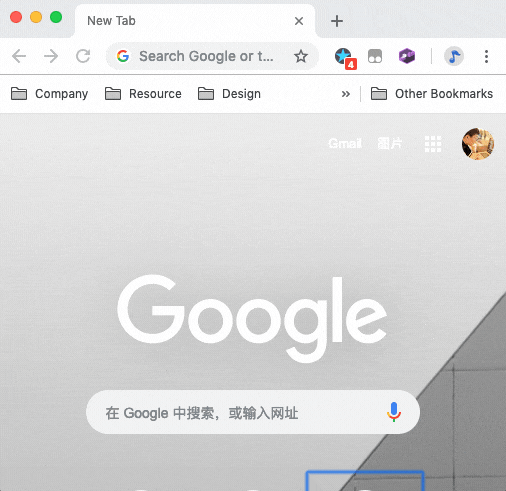 New Tab
Search Google or t...
4
Company
Resource
Design
»
Other Bookmarks
Gmail
图片
Google
在 Google 中搜索，或输入网址